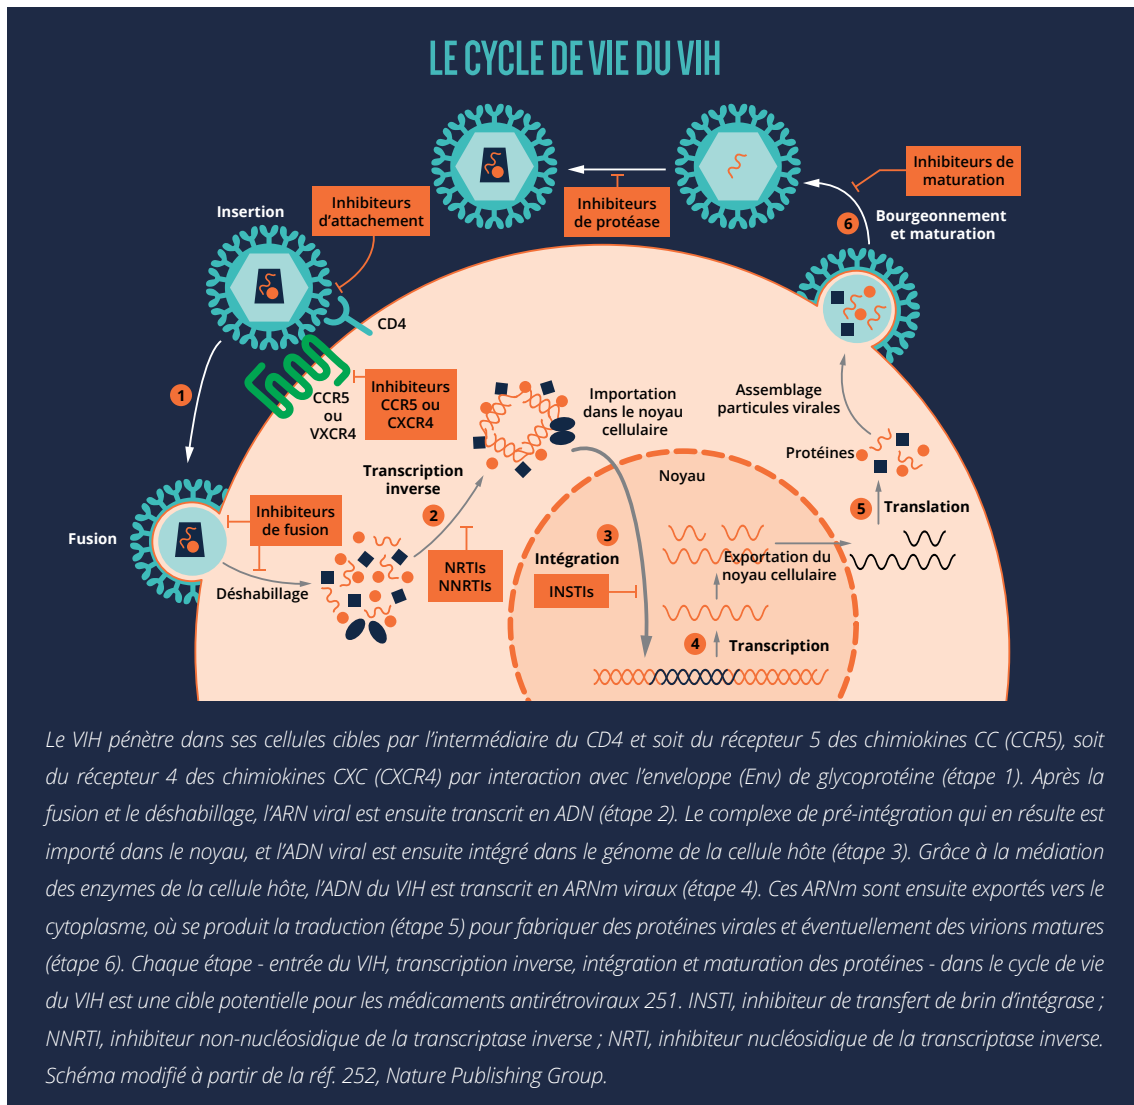 LE CYCLE DE VIE DU VIH
Inhibiteurs de
maturation
Inhibiteurs
d’attachement
Inhibiteurs
de protéase
Insertion
6
Bourgeonnement
et maturation
CD4
1
CCR5
ou
VXCR4
Inhibiteurs
CCR5 ou
CXCR4
Importation
dans le noyau
cellulaire
Assemblage
particules virales
Protéines
Transcription
inverse
2
Noyau
Fusion
Inhibiteurs
de fusion
3
Intégration
5
Translation
NRTIs
NNRTIs
INSTIs
Exportation du
noyau cellulaire
Déshabillage
4
Transcription
Le VIH pénètre dans ses cellules cibles par l’intermédiaire du CD4 et soit du récepteur 5 des chimiokines CC (CCR5), soit
du récepteur 4 des chimiokines CXC (CXCR4) par interaction avec l’enveloppe (Env) de glycoprotéine (étape 1). Après la
fusion et le déshabillage, l’ARN viral est ensuite transcrit en ADN (étape 2). Le complexe de pré-intégration qui en résulte est
importé dans le noyau, et l’ADN viral est ensuite intégré dans le génome de la cellule hôte (étape 3). Grâce à la médiation
des enzymes de la cellule hôte, l’ADN du VIH est transcrit en ARNm viraux (étape 4). Ces ARNm sont ensuite exportés vers le
cytoplasme, où se produit la traduction (étape 5) pour fabriquer des protéines virales et éventuellement des virions matures
(étape 6). Chaque étape - entrée du VIH, transcription inverse, intégration et maturation des protéines - dans le cycle de vie
du VIH est une cible potentielle pour les médicaments antirétroviraux 251. INSTI, inhibiteur de transfert de brin d’intégrase ;
NNRTI, inhibiteur non-nucléosidique de la transcriptase inverse ; NRTI, inhibiteur nucléosidique de la transcriptase inverse.
Schéma modifié à partir de la réf. 252, Nature Publishing Group.